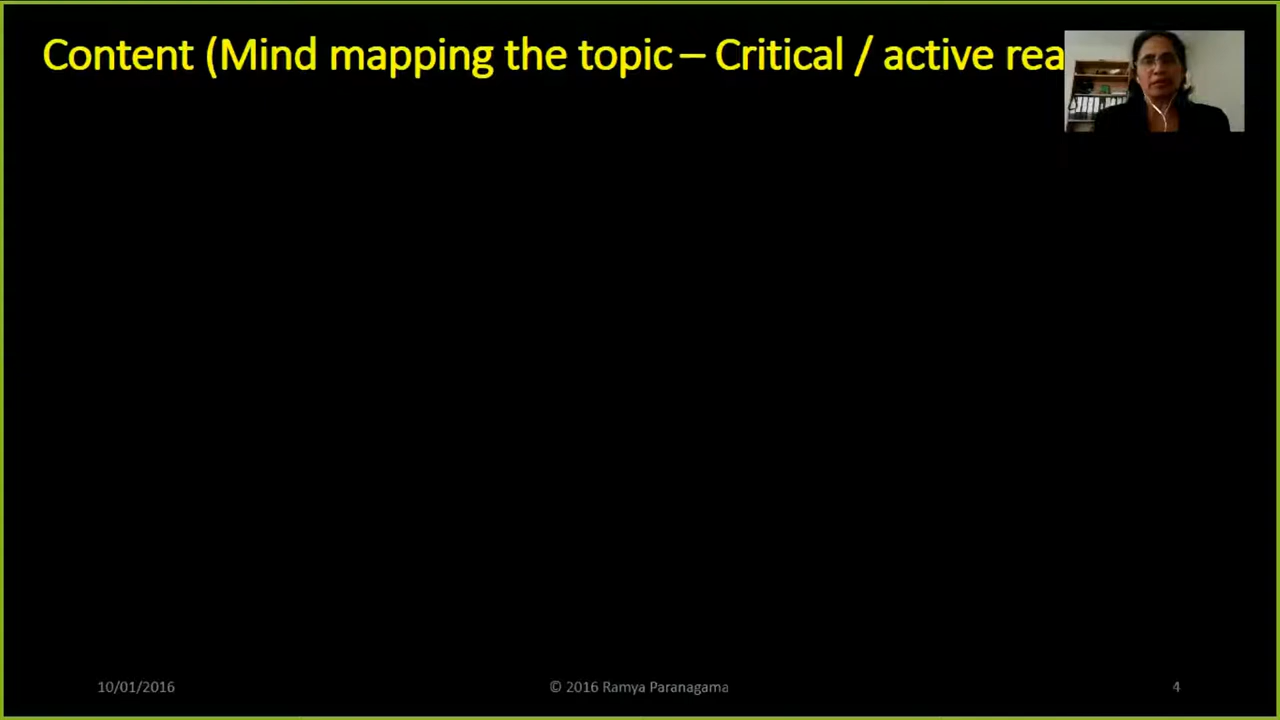 Content (Mind mapping the topic – Critical / active rea
10/01/2016
© 2016 Ramya Paranagama
4